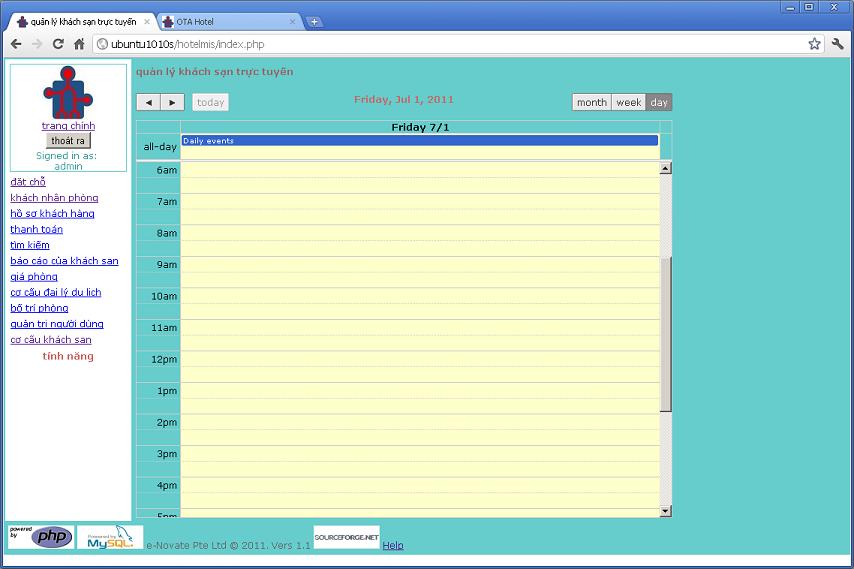 quản lý khách sạn trực tuyến
OTA Hotel
ubuntu1010s/hotelmis/index.php
trang chính
thoát ra
Signed in as:
admin
đặt chỗ
khách nhận phòng
hồ sơ khách hàng
thanh toán
tìm kiếm
báo cáo của khách sạn
giá phòng
cơ cấu đại lý du lịch
bố trí phòng
quản trị người dùng
cơ cấu khách sạn
tính năng
quản lý khách sạn trực tuyến
today
Friday, Jul 1, 2011
month week day
Friday 7/1
all-day Daily events
6am
7am
8am
9am
10am
11am
12pm
1pm
2pm
3pm
4pm
5pm
powered by php
Powered by MySQL
e-Novate Pte Ltd © 2011. Vers 1.1 SOURCEFORGE.NET Help